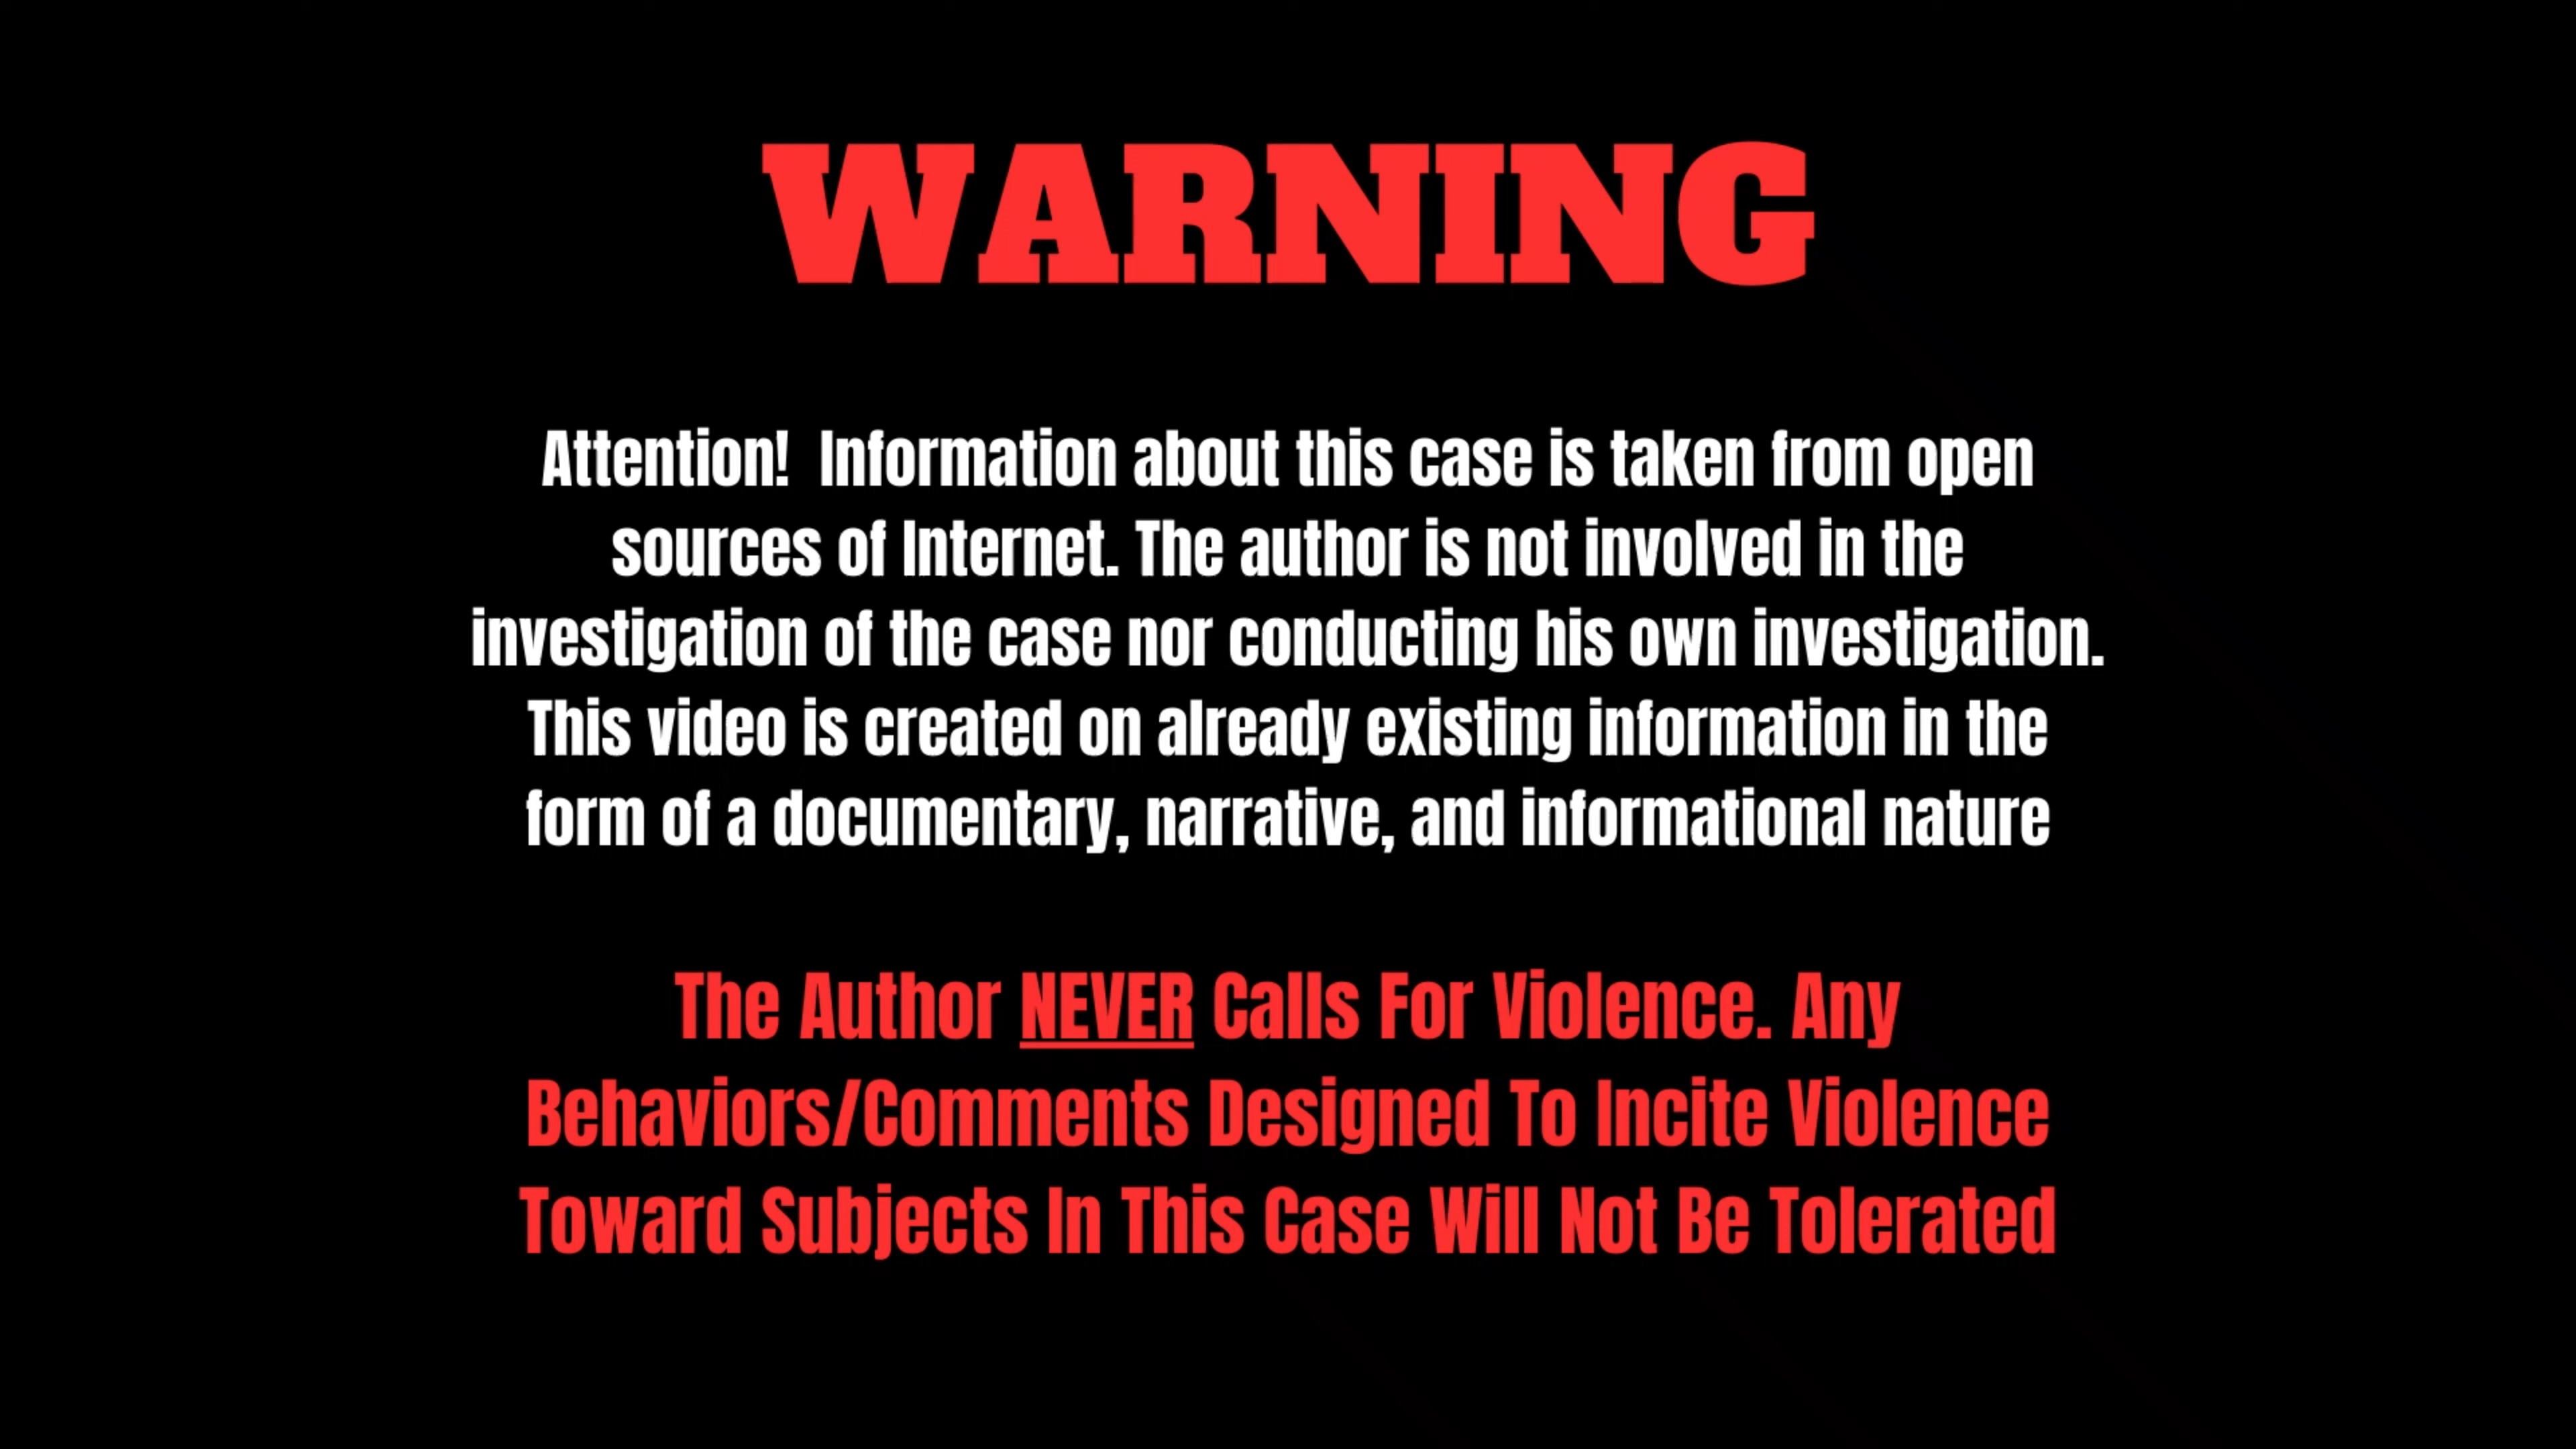 WARNING
Attention!  Information about this case is taken from open
sources of Internet. The author is not involved in the
investigation of the case nor conducting his own investigation.
This video is created on already existing information in the
form of a documentary, narrative, and informational nature
The Author NEVER Calls For Violence. Any
Behaviors/Comments Designed To Incite Violence
Toward Subjects In This Case Will Not Be Tolerated